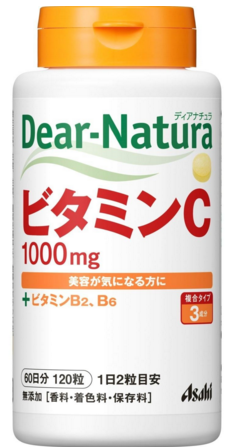 ディアナチュラ
Dear-Natura
ビタミンC
1000mg
美容が気になる方に
+ビタミンB2、B6
複合タイプ
3成分
60日分 120粒 1日2粒目安
無添加［香料・着色料・保存料］
Asahi